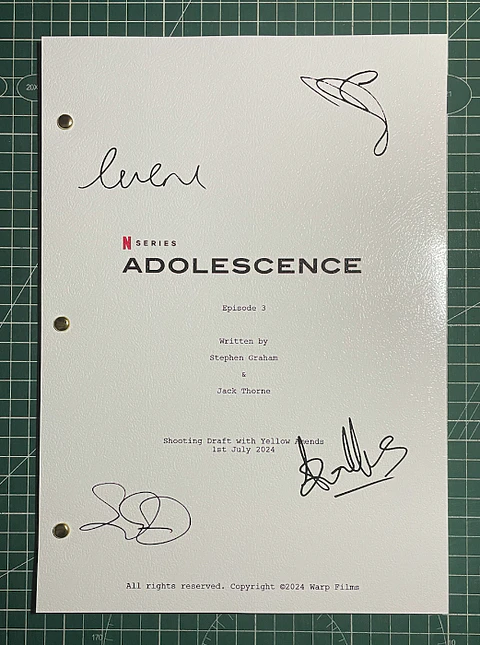 N SERIES
ADOLESCENCE
Episode 3
Written by
Stephen Graham
&
Jack Thorne
Shooting Draft with Yellow Amends
1st July 2024
All rights reserved. Copyright ©2024 Warp Films
170